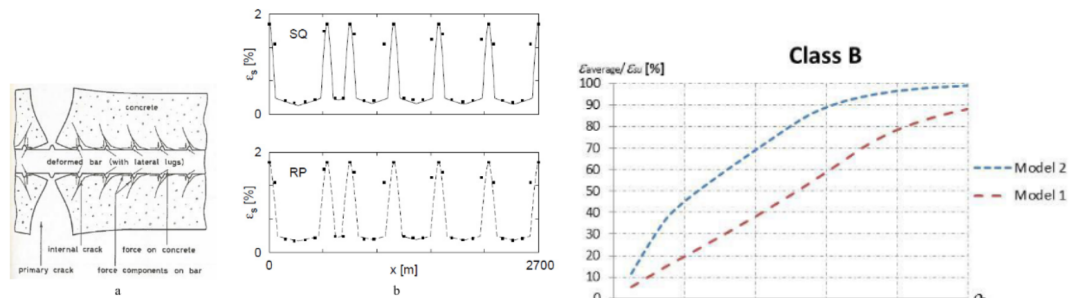 concrete
deformed bar (with lateral lugs)
internal crack
force on concrete
primary crack
force components on bar
a
2
SQ
εs [%]
0
2
RP
εs [%]
0
0
x [m]
2700
b
Class B
εaverage/ εsu [%]
100
90
80
70
60
50
40
30
20
10
0
Model 2
Model 1